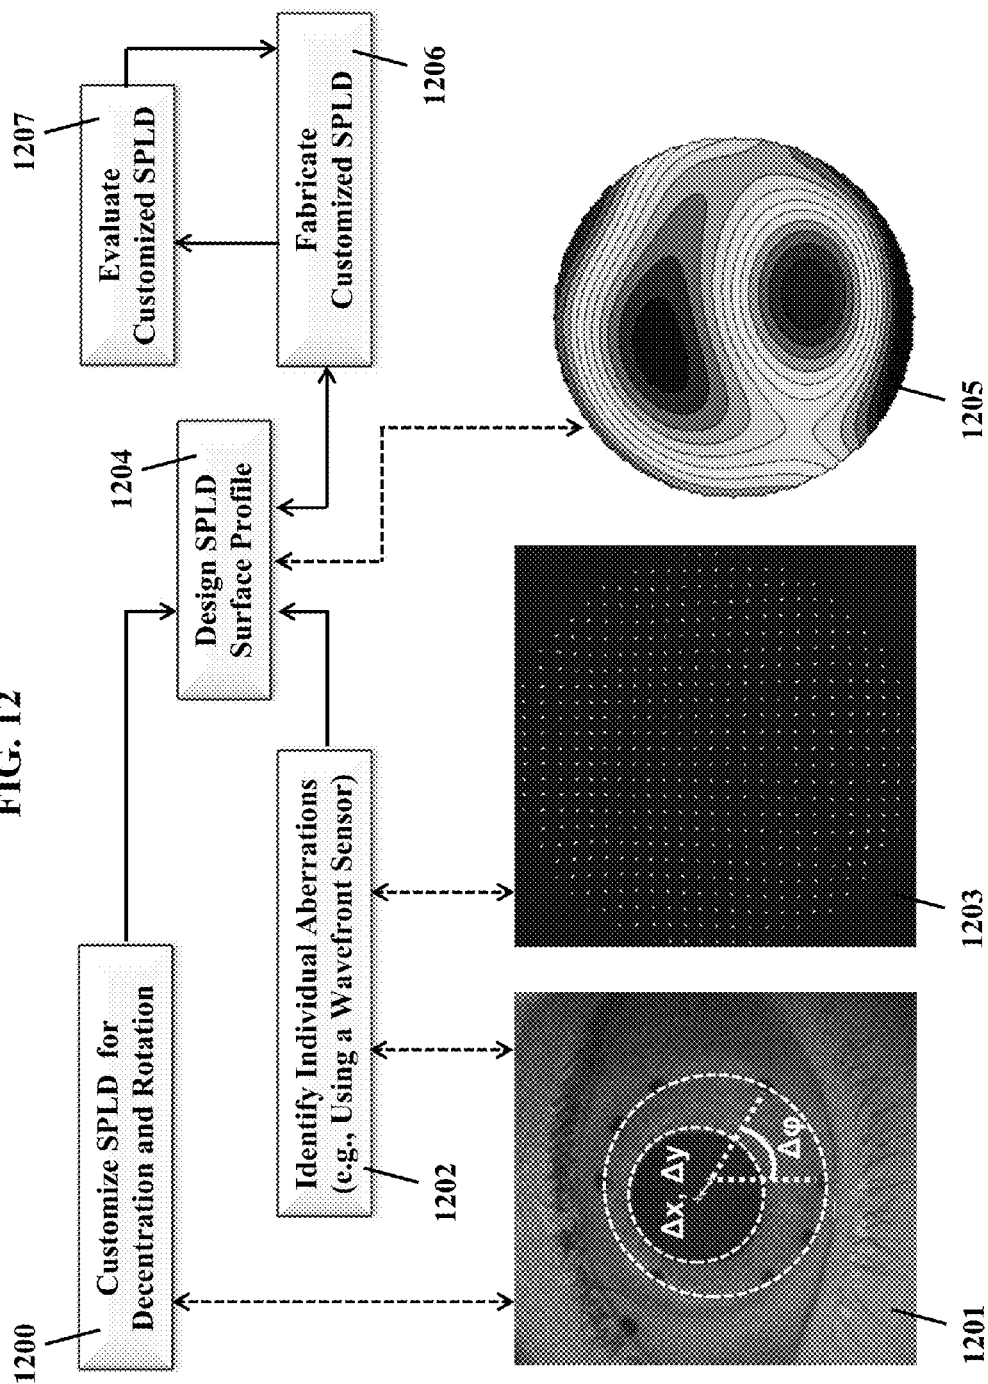 FIG. 12
1200
Customize SPLD for
Decentration and Rotation
1202
Identify Individual Aberrations
(e.g., Using a Wavefront Sensor)
1204
Design SPLD
Surface Profile
1207
Evaluate
Customized SPLD
Fabricate
Customized SPLD
1206
Δx, Δy
Δφ
1201
1203
1205